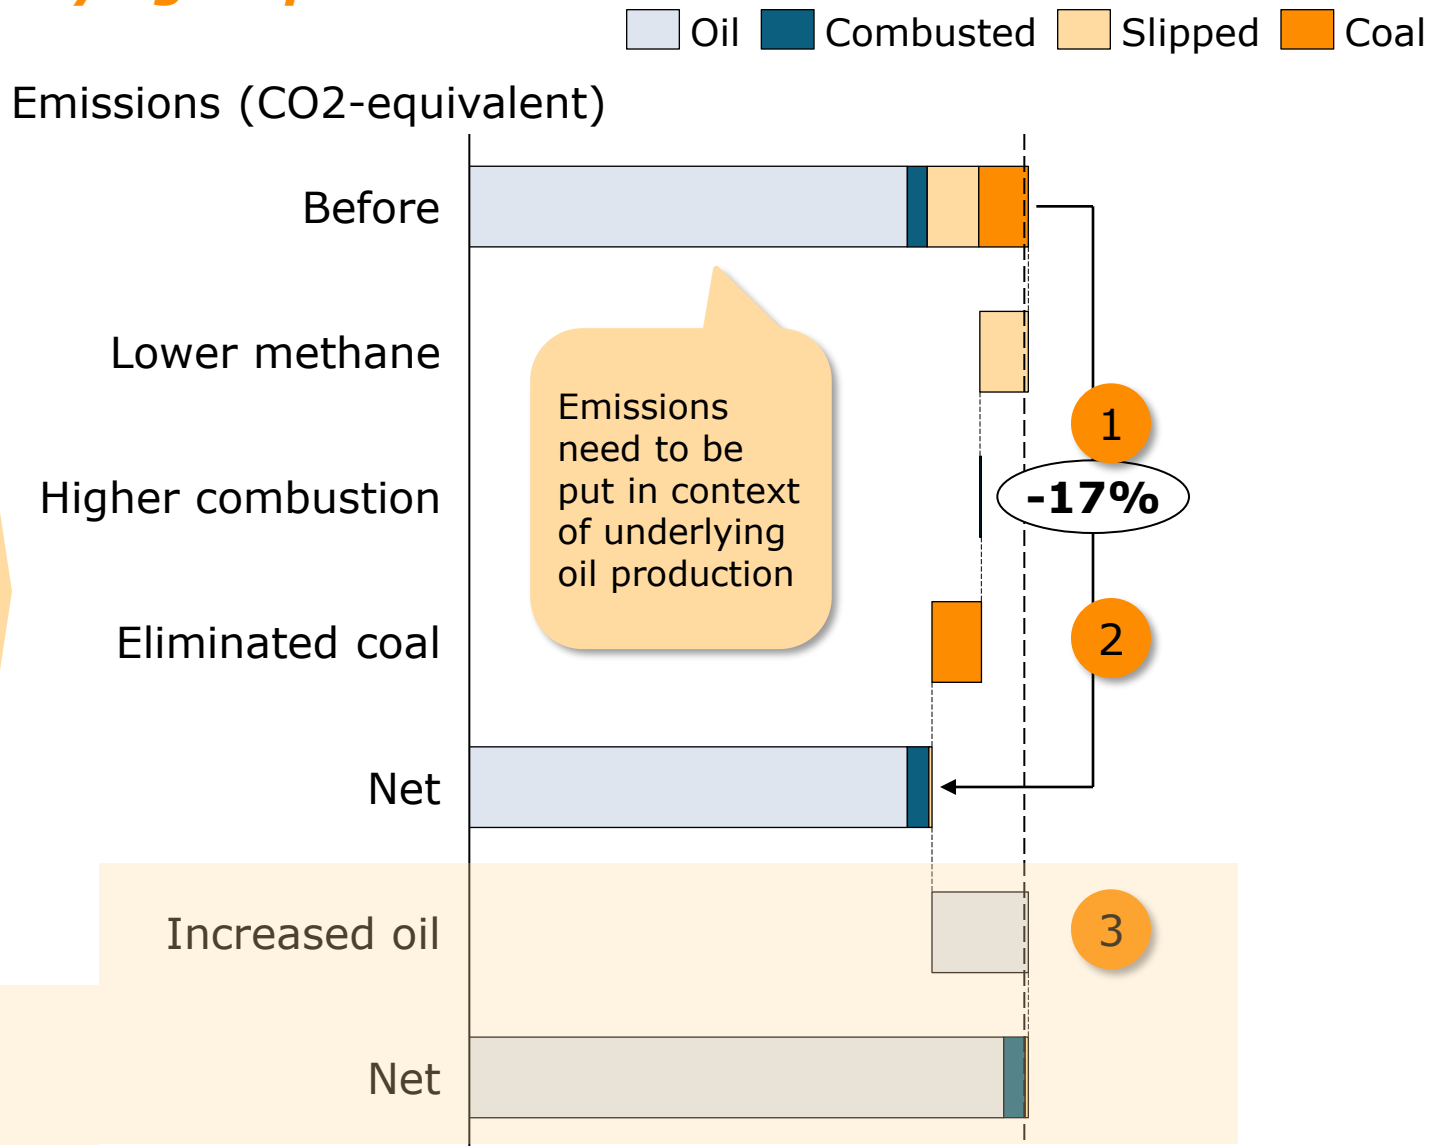 Oil Combusted Slipped Coal
Emissions (CO2-equivalent)
Before
Lower methane
Higher combustion
Eliminated coal
Net
Increased oil
Net
Emissions
need to be
put in context
of underlying
oil production
1
-17%
2
3